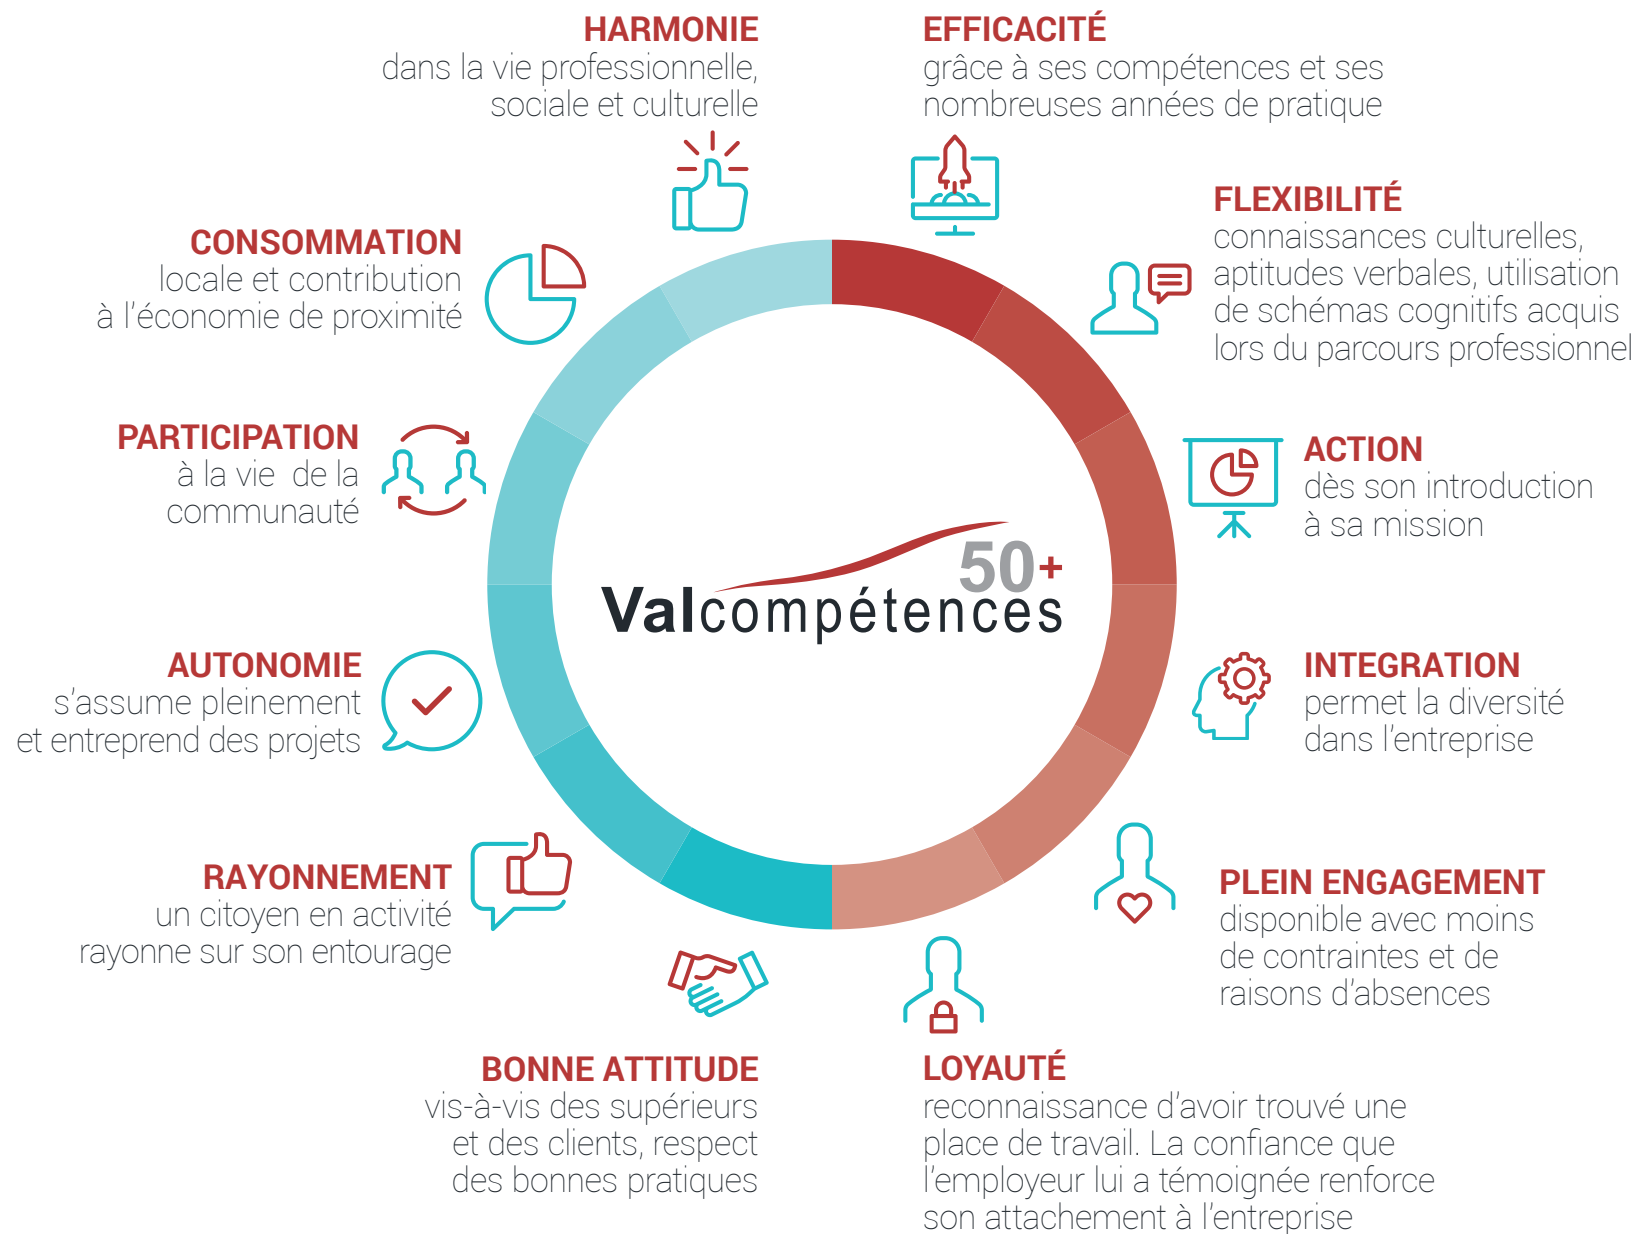 HARMONIE
dans la vie professionnelle,
sociale et culturelle
EFFICACITÉ
grâce à ses compétences et ses
nombreuses années de pratique
FLEXIBILITÉ
connaissances culturelles,
aptitudes verbales, utilisation
de schémas cognitifs acquis
lors du parcours professionnel
ACTION
dès son introduction
à sa mission
INTEGRATION
permet la diversité
dans l'entreprise
PLEIN ENGAGEMENT
disponible avec moins
de contraintes et de
raisons d'absences
LOYAUTÉ
reconnaissance d'avoir trouvé une
place de travail. La confiance que
l'employeur lui a témoignée renforce
son attachement à l'entreprise
BONNE ATTITUDE
vis-à-vis des supérieurs
et des clients, respect
des bonnes pratiques
RAYONNEMENT
un citoyen en activité
rayonne sur son entourage
AUTONOMIE
s'assume pleinement
et entreprend des projets
PARTICIPATION
à la vie de la
communauté
CONSOMMATION
locale et contribution
à l'économie de proximité
50+
Valcompétences